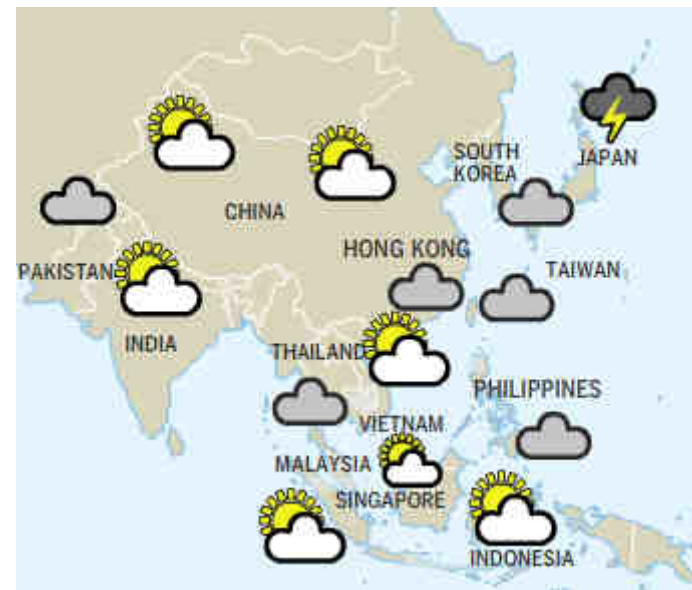 SOUTH
KOREA
JAPAN
CHINA
HONG KONG
PAKISTAN
TAIWAN
INDIA
THAILAND
PHILIPPINES
VIETNAM
MALAYSIA
SINGAPORE
INDONESIA